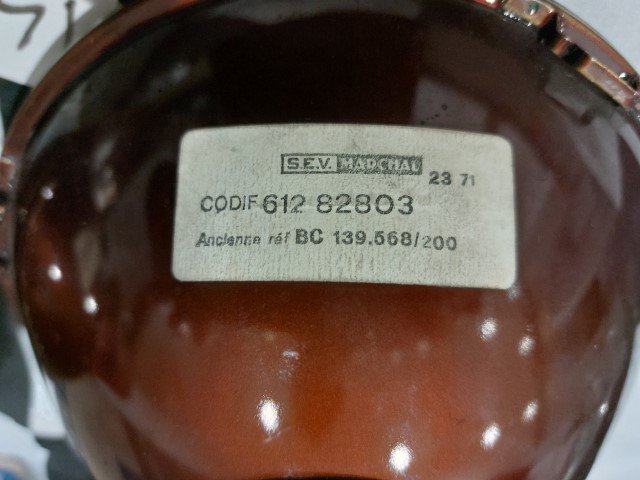 S.E.V. MARCHAL
23 71
CODIF 612 82803
Ancienne réf BC 139.568/200